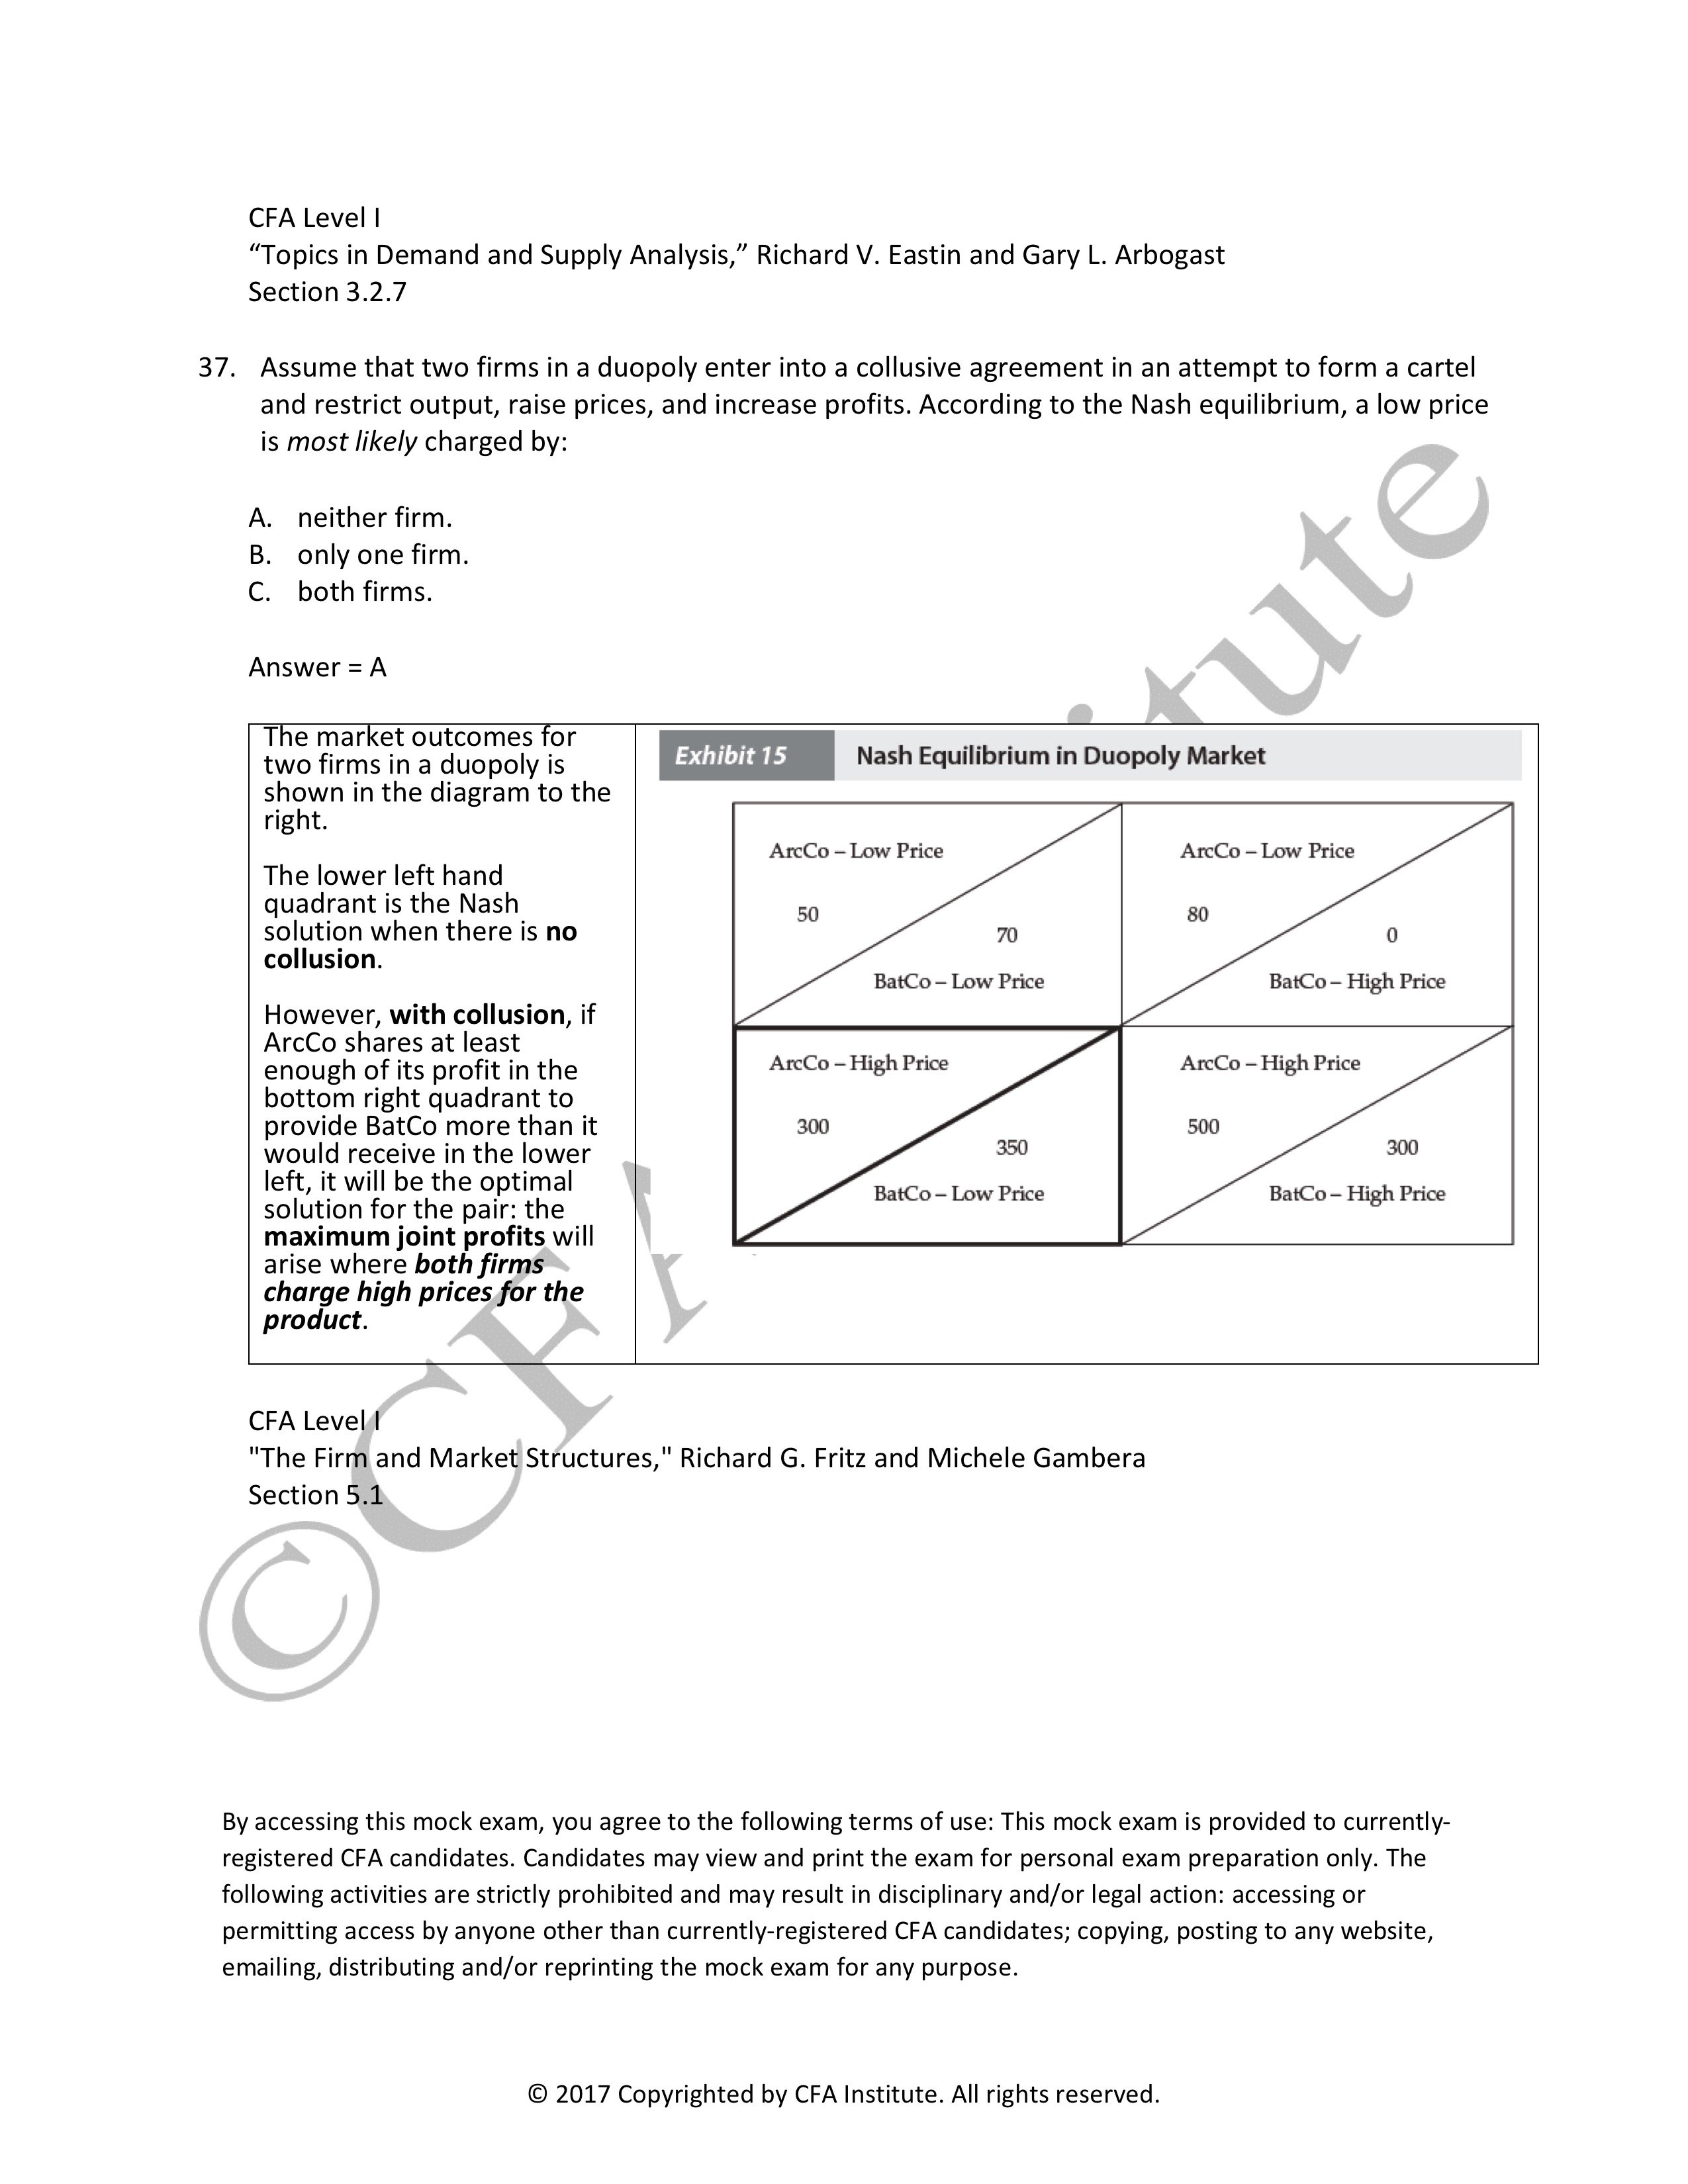 CFA Level I
“Topics in Demand and Supply Analysis,” Richard V. Eastin and Gary L. Arbogast
Section 3.2.7
37. Assume that two firms in a duopoly enter into a collusive agreement in an attempt to form a cartel
and restrict output, raise prices, and increase profits. According to the Nash equilibrium, a low price
is most likely charged by:
A. neither firm.
B. only one firm.
C. both firms.
Answer = A
The market outcomes for
two firms in a duopoly is
shown in the diagram to the
right.
The lower left hand
quadrant is the Nash
solution when there is no
collusion.
However, with collusion, if
ArcCo shares at least
enough of its profit in the
bottom right quadrant to
provide BatCo more than it
would receive in the lower
left, it will be the optimal
solution for the pair: the
maximum joint profits will
arise where both firms
charge high prices for the
product.
Exhibit 15 Nash Equilibrium in Duopoly Market
ArcCo – Low Price
50
70
BatCo – Low Price
ArcCo – Low Price
80
0
BatCo – High Price
ArcCo – High Price
300
350
BatCo – Low Price
ArcCo – High Price
500
300
BatCo – High Price
CFA Level I
"The Firm and Market Structures," Richard G. Fritz and Michele Gambera
Section 5.1
By accessing this mock exam, you agree to the following terms of use: This mock exam is provided to currently-
registered CFA candidates. Candidates may view and print the exam for personal exam preparation only. The
following activities are strictly prohibited and may result in disciplinary and/or legal action: accessing or
permitting access by anyone other than currently-registered CFA candidates; copying, posting to any website,
emailing, distributing and/or reprinting the mock exam for any purpose.
© 2017 Copyrighted by CFA Institute. All rights reserved.